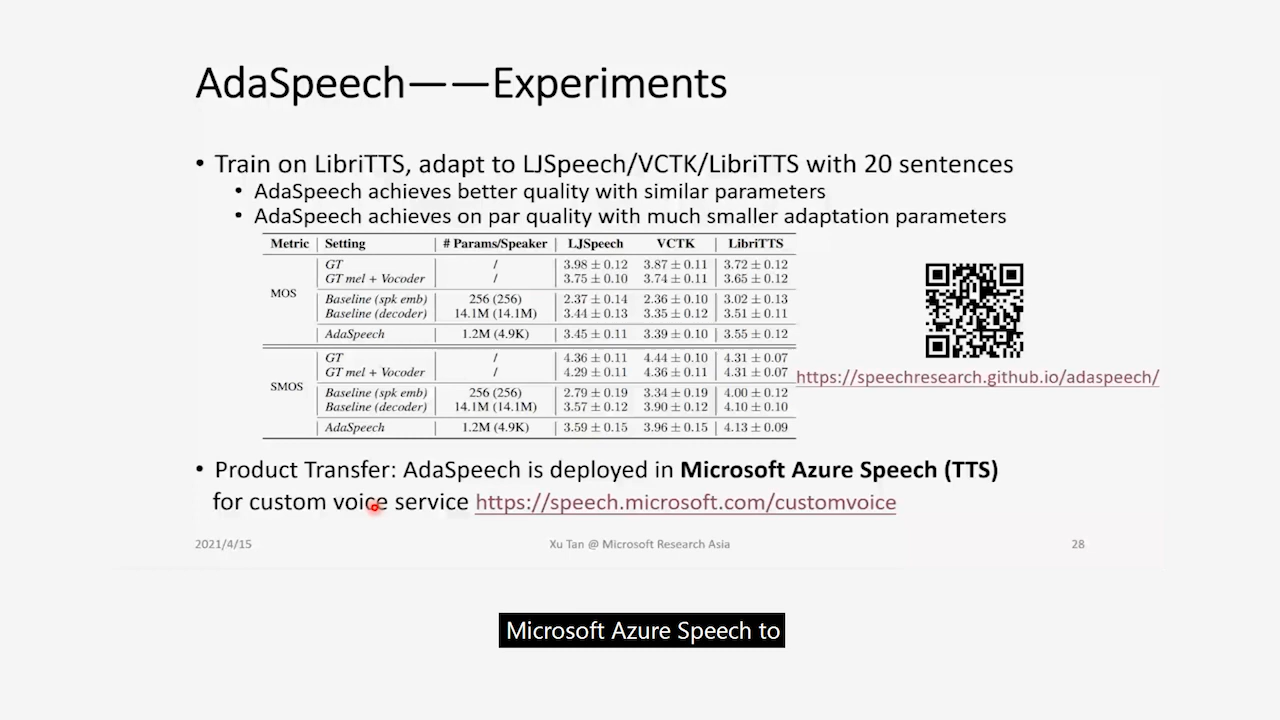 AdaSpeech——Experiments
• Train on LibriTTS, adapt to LJSpeech/VCTK/LibriTTS with 20 sentences
• AdaSpeech achieves better quality with similar parameters
• AdaSpeech achieves on par quality with much smaller adaptation parameters
Metric Setting # Params/Speaker LJSpeech VCTK LibriTTS
GT / 3.98 ± 0.12 3.87 ± 0.11 3.72 ± 0.12
GT mel + Vocoder / 3.75 ± 0.10 3.74 ± 0.11 3.65 ± 0.12
MOS
Baseline (spk emb) 256 (256) 2.37 ± 0.14 2.36 ± 0.10 3.02 ± 0.13
Baseline (decoder) 14.1M (14.1M) 3.44 ± 0.13 3.35 ± 0.12 3.51 ± 0.11
AdaSpeech 1.2M (4.9K) 3.45 ± 0.11 3.39 ± 0.10 3.55 ± 0.12
GT / 4.36 ± 0.11 4.44 ± 0.10 4.31 ± 0.07
GT mel + Vocoder / 4.29 ± 0.11 4.36 ± 0.11 4.31 ± 0.07
SMOS
Baseline (spk emb) 256 (256) 2.79 ± 0.19 3.34 ± 0.19 4.00 ± 0.12
Baseline (decoder) 14.1M (14.1M) 3.57 ± 0.12 3.90 ± 0.12 4.10 ± 0.10
AdaSpeech 1.2M (4.9K) 3.59 ± 0.15 3.96 ± 0.15 4.13 ± 0.09
https://speechresearch.github.io/adaspeech/
• Product Transfer: AdaSpeech is deployed in Microsoft Azure Speech (TTS)
for custom voice service https://speech.microsoft.com/customvoice
2021/4/15 Xu Tan @ Microsoft Research Asia 28
Microsoft Azure Speech to